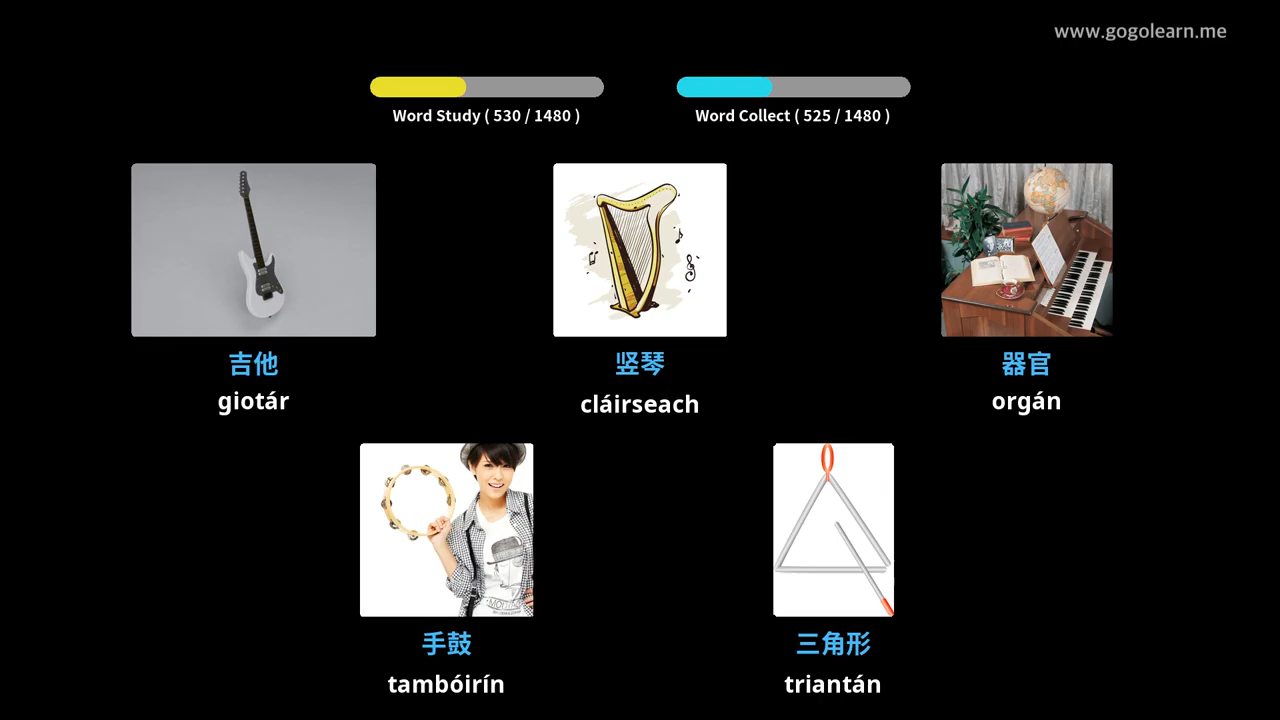 www.gogolearn.me
Word Study ( 530 / 1480 )
Word Collect ( 525 / 1480 )
吉他
giotár
竖琴
cláirseach
器官
orgán
手鼓
tambóirín
三角形
triantán